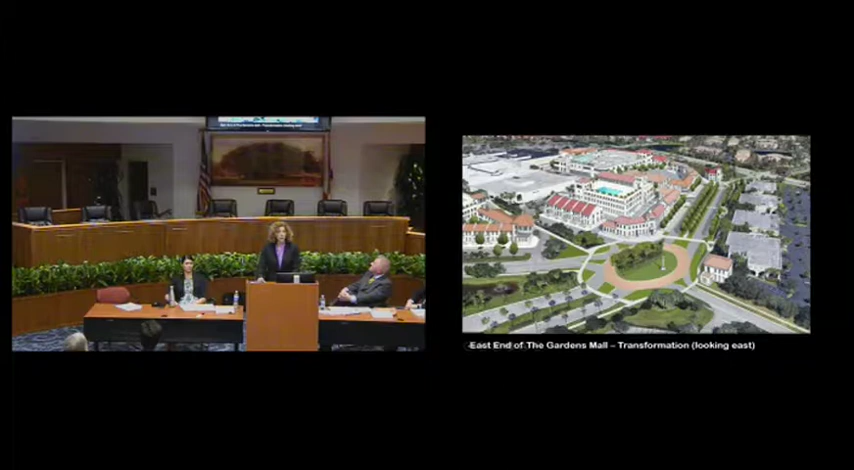 East End of The Gardens Mall – Transformation (looking east)